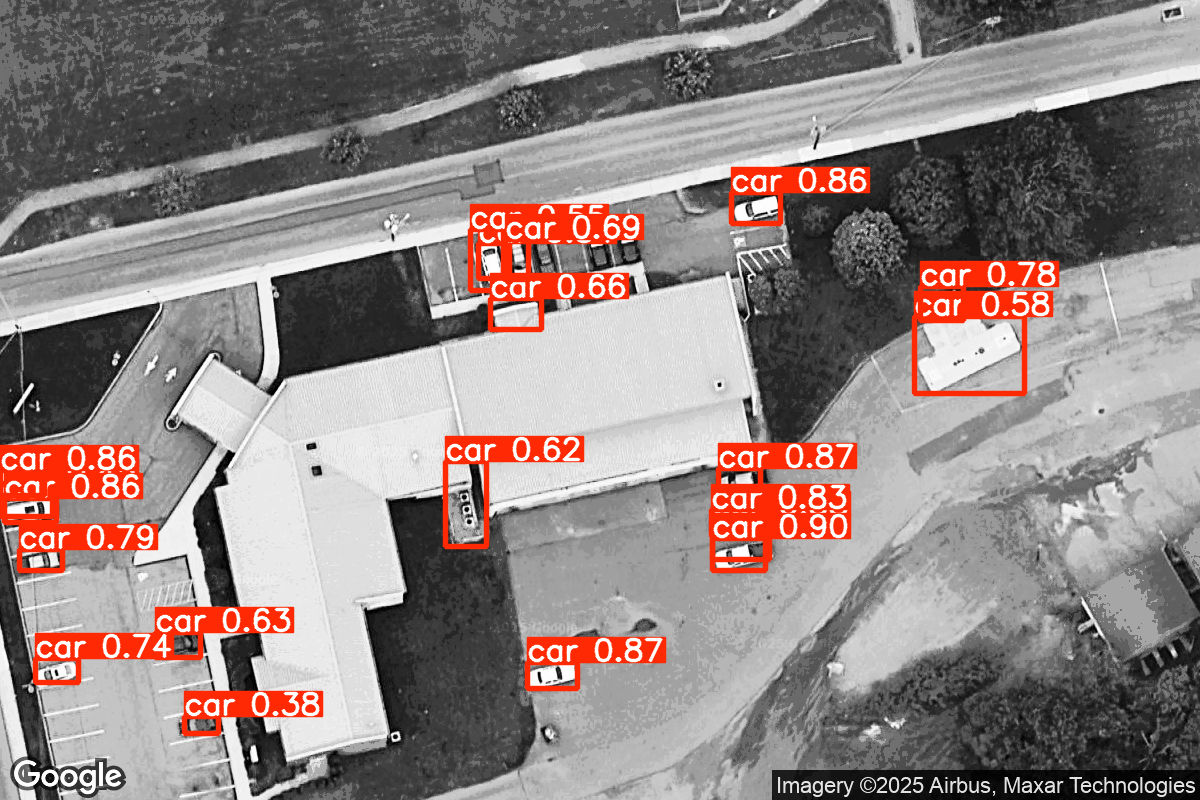 car 0.86
car 0.55
car 0.69
car 0.78
car 0.66
car 0.58
car 0.62
car 0.86
car 0.87
car 0.86
car 0.83
car 0.90
car 0.79
car 0.63
car 0.74
car 0.87
car 0.38
Google
Imagery ©2025 Airbus, Maxar Technologies